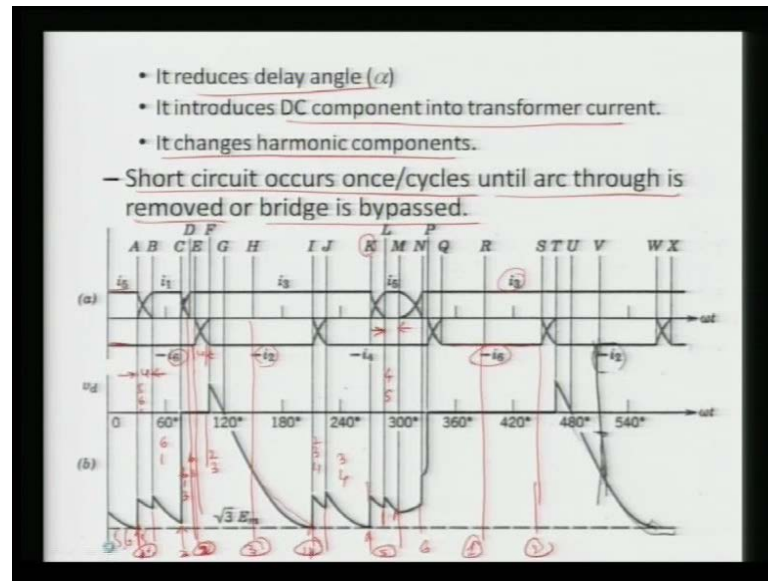 • It reduces delay angle (α)
• It introduces DC component into transformer current.
• It changes harmonic components.
– Short circuit occurs once/cycles until arc through is
removed or bridge is bypassed.
D F L P
A B C E G H I J K M N Q R S T U V W X
i₅ i₁ i₃ i₅ i₃
(a)
ωt
-i₆ -i₂ -i₄ -i₆ -i₂
v_d
0 60° 120° 180° 240° 300° 360° 420° 480° 540° ωt
(b)
√3 Eₘ